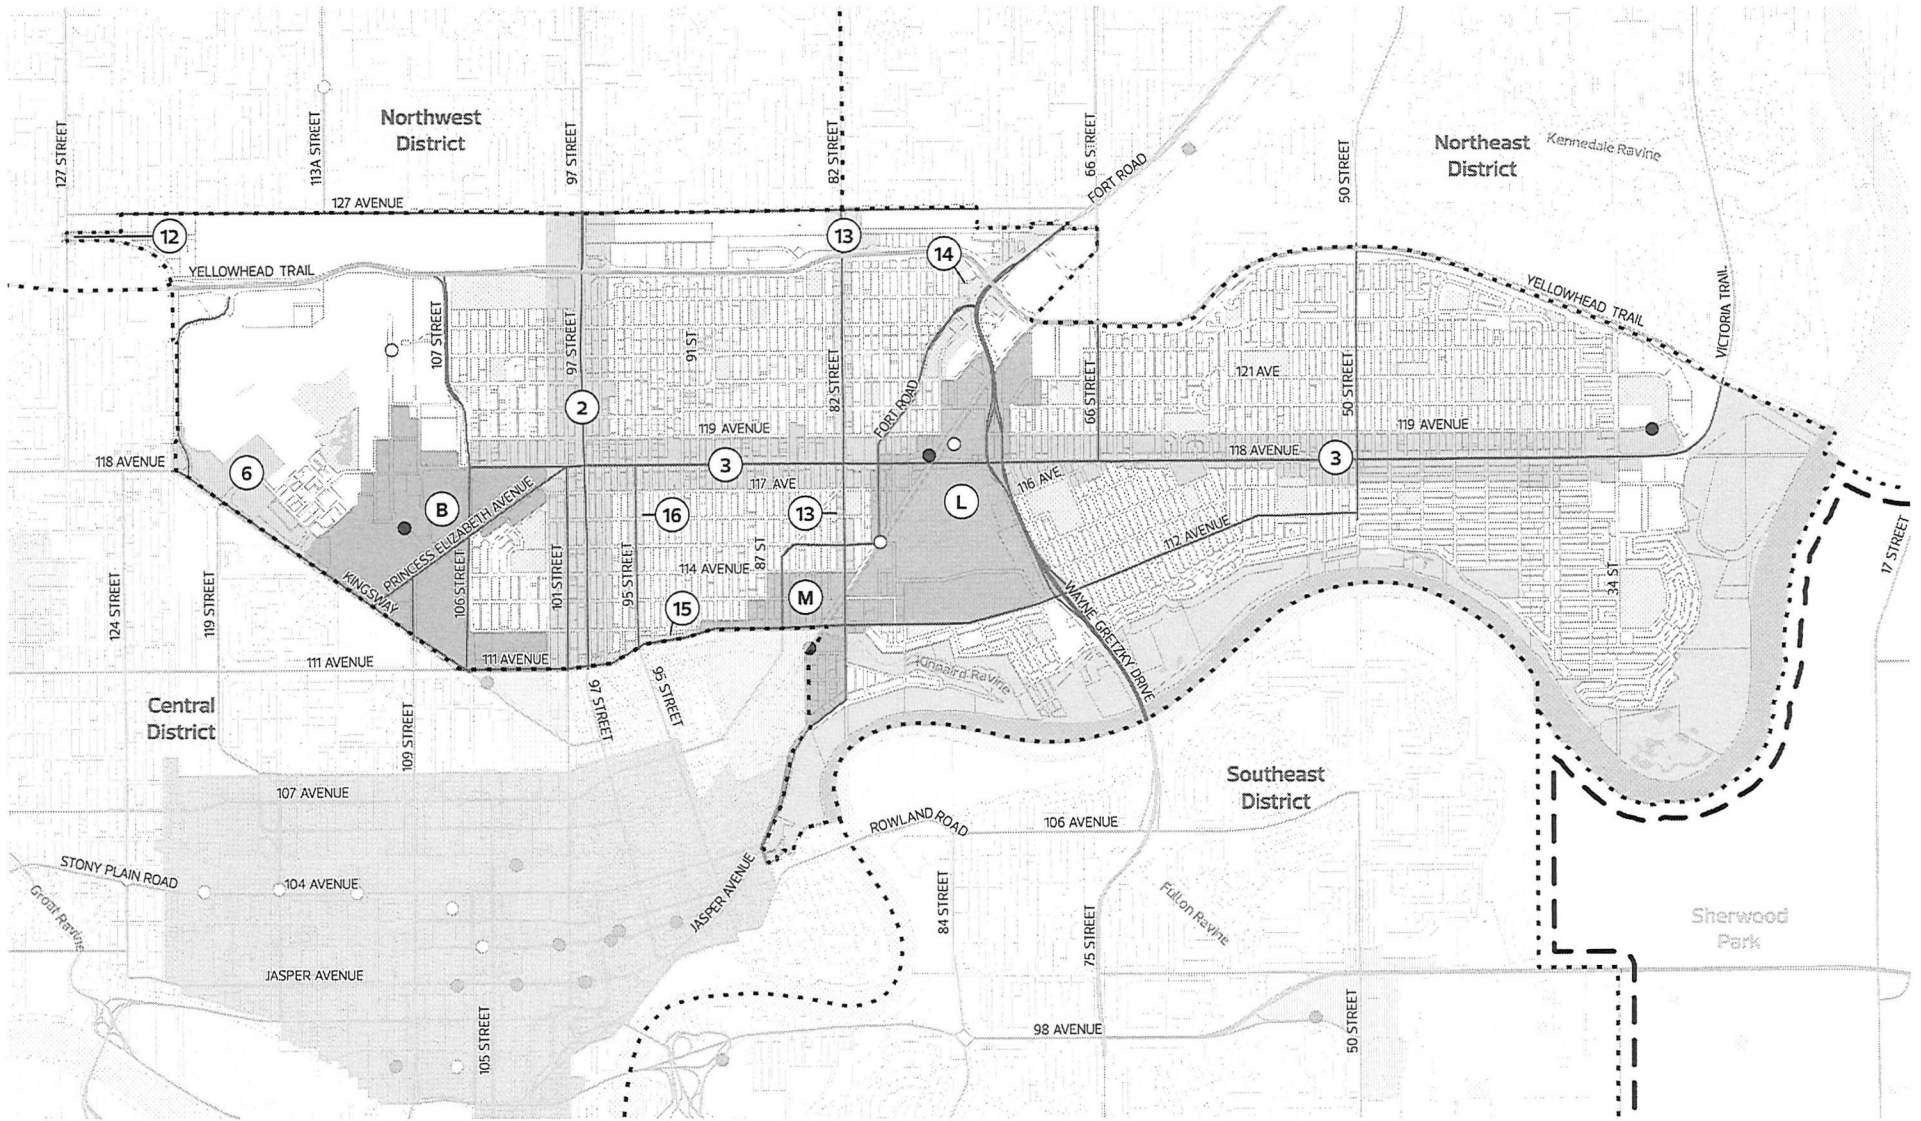 Northwest
District
Northeast
District
Kennedale Ravine
127 STREET
113A STREET
97 STREET
82 STREET
66 STREET
50 STREET
FORT ROAD
127 AVENUE
12
13
14
YELLOWHEAD TRAIL
YELLOWHEAD TRAIL
VICTORIA TRAIL
107 STREET
97 STREET
91 ST
82 STREET
FORT ROAD
66 STREET
121 AVE
50 STREET
2
119 AVENUE
119 AVENUE
118 AVENUE
6
3
118 AVENUE
3
117 AVE
116 AVE
B
PRINCESS ELIZABETH AVENUE
16
13
L
112 AVENUE
17 STREET
124 STREET
119 STREET
KINGSWAY
106 STREET
101 STREET
95 STREET
114 AVENUE
87 ST
M
15
34 ST
WAYNE GRETZKY DRIVE
111 AVENUE
111 AVENUE
Kinnaird Ravine
97 STREET
95 STREET
Central
District
109 STREET
107 AVENUE
Southeast
District
ROWLAND ROAD
106 AVENUE
STONY PLAIN ROAD
104 AVENUE
JASPER AVENUE
Groat Ravine
84 STREET
75 STREET
Fulton Ravine
Sherwood
Park
JASPER AVENUE
105 STREET
98 AVENUE
50 STREET